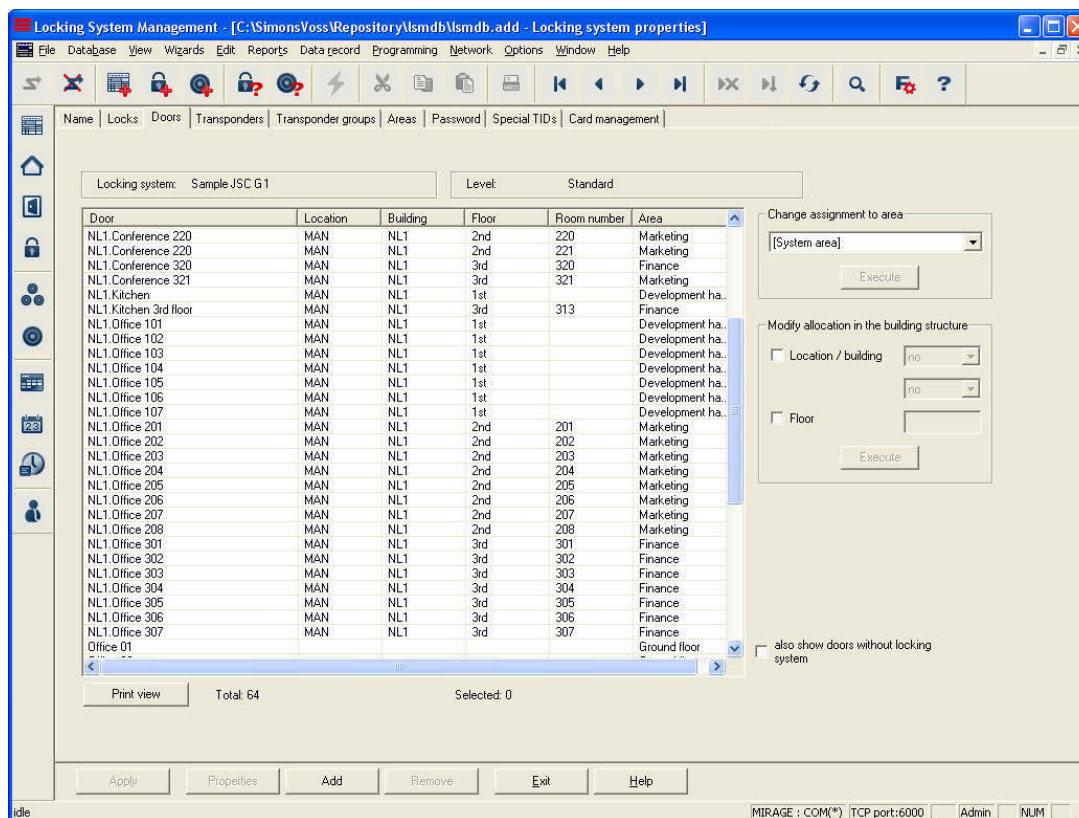 Locking System Management - [C:\SimonsVoss\Repository\lsmdb\lsmdb.add - Locking system properties]
File Database View Wizards Edit Reports Data record Programming Network Options Window Help
Name Locks Doors Transponders Transponder groups Areas Password Special TIDs Card management
Locking system: Sample JSC G1 Level: Standard
Door Location Building Floor Room number Area
NL1.Conference 220 MAN NL1 2nd 220 Marketing
NL1.Conference 220 MAN NL1 2nd 221 Marketing
NL1.Conference 320 MAN NL1 3rd 320 Finance
NL1.Conference 321 MAN NL1 3rd 321 Marketing
NL1.Kitchen MAN NL1 1st Development ha..
NL1.Kitchen 3rd floor MAN NL1 3rd 313 Finance
NL1.Office 101 MAN NL1 1st Development ha..
NL1.Office 102 MAN NL1 1st Development ha..
NL1.Office 103 MAN NL1 1st Development ha..
NL1.Office 104 MAN NL1 1st Development ha..
NL1.Office 105 MAN NL1 1st Development ha..
NL1.Office 106 MAN NL1 1st Development ha..
NL1.Office 107 MAN NL1 1st Development ha..
NL1.Office 201 MAN NL1 2nd 201 Marketing
NL1.Office 202 MAN NL1 2nd 202 Marketing
NL1.Office 203 MAN NL1 2nd 203 Marketing
NL1.Office 204 MAN NL1 2nd 204 Marketing
NL1.Office 205 MAN NL1 2nd 205 Marketing
NL1.Office 206 MAN NL1 2nd 206 Marketing
NL1.Office 207 MAN NL1 2nd 207 Marketing
NL1.Office 208 MAN NL1 2nd 208 Marketing
NL1.Office 301 MAN NL1 3rd 301 Finance
NL1.Office 302 MAN NL1 3rd 302 Finance
NL1.Office 303 MAN NL1 3rd 303 Finance
NL1.Office 304 MAN NL1 3rd 304 Finance
NL1.Office 305 MAN NL1 3rd 305 Finance
NL1.Office 306 MAN NL1 3rd 306 Finance
NL1.Office 307 MAN NL1 3rd 307 Finance
Office 01 Ground floor
Change assignment to area
[System area]
Execute
Modify allocation in the building structure
Location / building no
no
Floor
Execute
also show doors without locking
system
Print view Total: 64 Selected: 0
Apply Properties Add Remove Exit Help
idle MIRAGE : COM(*) TCP port:6000 Admin NUM
23